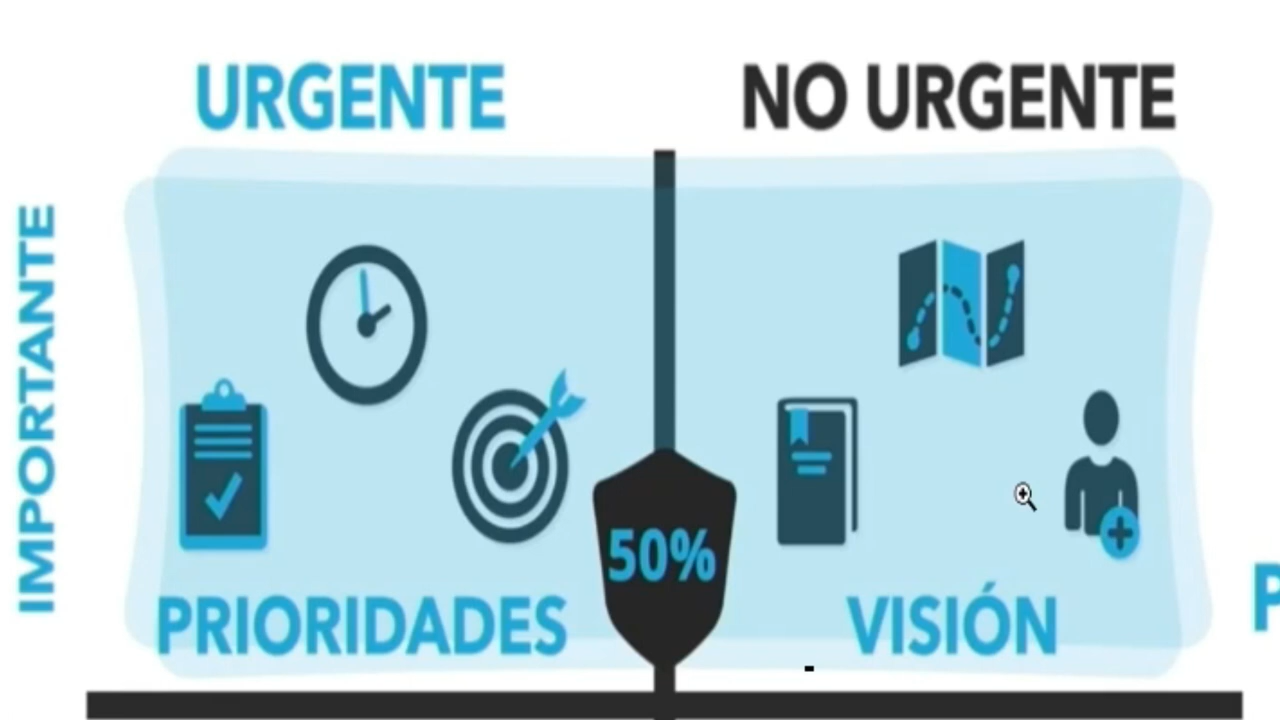 URGENTE
NO URGENTE
IMPORTANTE
50%
PRIORIDADES
VISIÓN
P